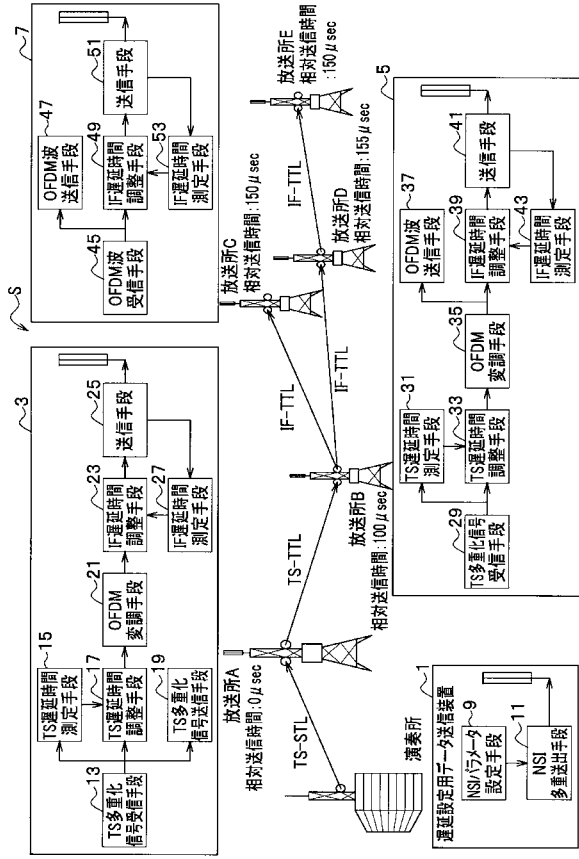 S
3
13
TS多重化
信号受信手段
15
TS遅延時間
測定手段
17
TS遅延時間
調整手段
19
TS多重化
信号送信手段
21
OFDM
変調手段
23
IF遅延時間
調整手段
25
送信手段
27
IF遅延時間
測定手段
7
45
OFDM波
受信手段
47
OFDM波
送信手段
49
IF遅延時間
調整手段
51
送信手段
53
IF遅延時間
測定手段
演奏所
TS-STL
放送所A
相対送信時間:0μsec
TS-TTL
放送所B
相対送信時間:100μsec
IF-TTL
放送所C
相対送信時間:150μsec
IF-TTL
放送所D
相対送信時間:155μsec
IF-TTL
放送所E
相対送信時間
:150μsec
1
遅延設定用データ送信装置
NSIパラメータ
設定手段
9
NSI
多重送出手段
11
5
29
TS多重化信号
受信手段
31
TS遅延時間
測定手段
33
TS遅延時間
調整手段
35
OFDM
変調手段
37
OFDM波
送信手段
39
IF遅延時間
調整手段
41
送信手段
43
IF遅延時間
測定手段